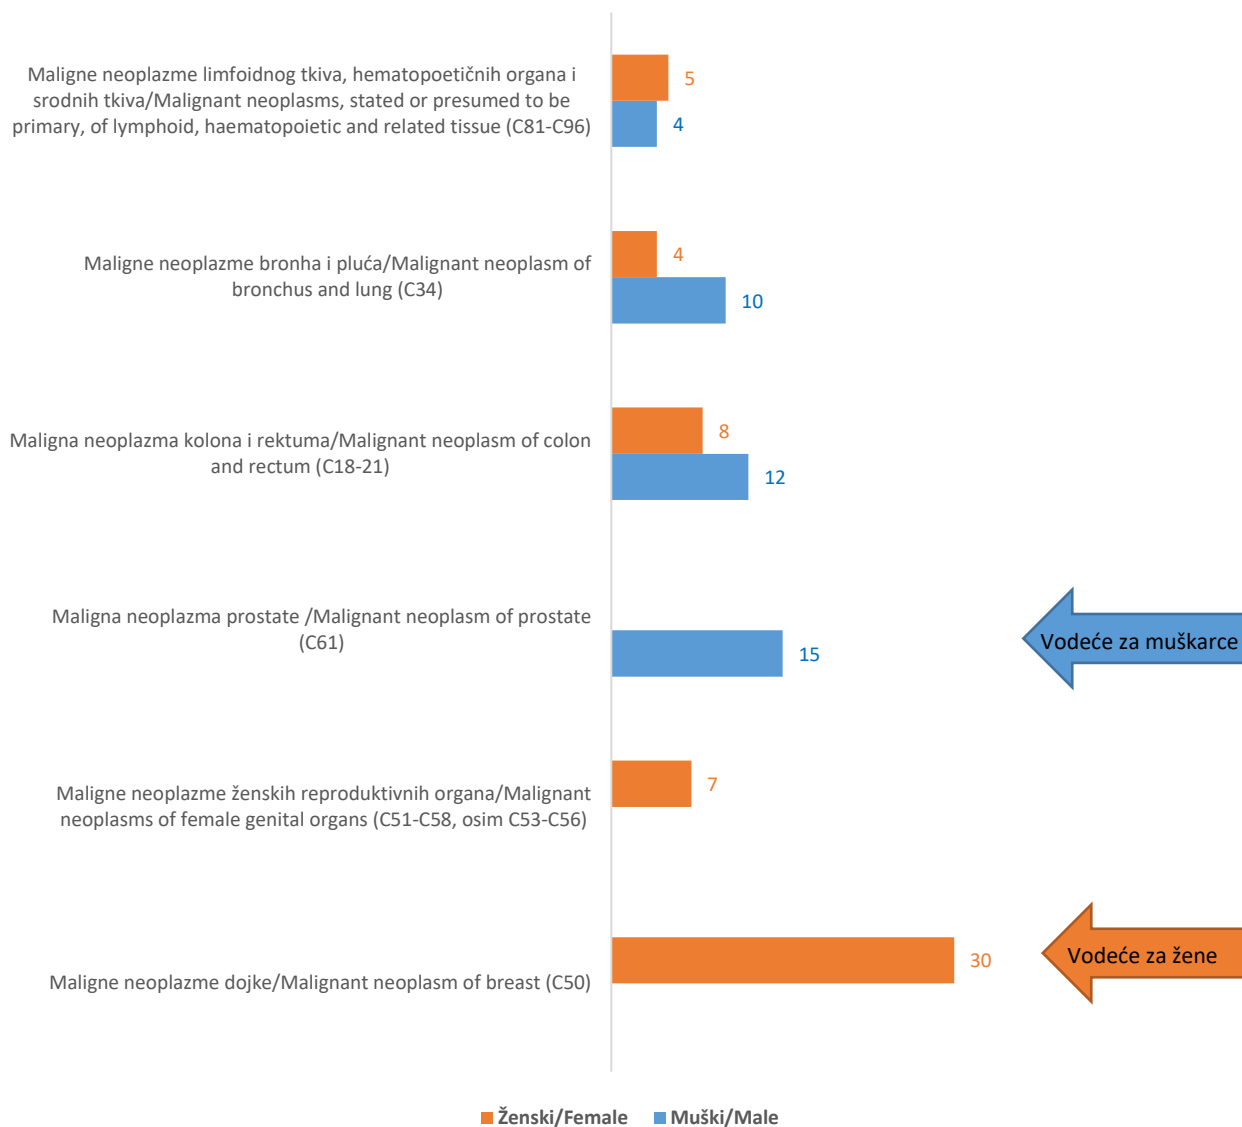 Maligne neoplazme limfoidnog tkiva, hematopoetičnih organa i
srodnih tkiva/Malignant neoplasms, stated or presumed to be
primary, of lymphoid, haematopoietic and related tissue (C81-C96)
5
4
Maligne neoplazme bronha i pluća/Malignant neoplasm of
bronchus and lung (C34)
4
10
Maligna neoplazma kolona i rektuma/Malignant neoplasm of colon
and rectum (C18-21)
8
12
Maligna neoplazma prostate /Malignant neoplasm of prostate
(C61)
15
Vodeće za muškarce
Maligne neoplazme ženskih reproduktivnih organa/Malignant
neoplasms of female genital organs (C51-C58, osim C53-C56)
7
Maligne neoplazme dojke/Malignant neoplasm of breast (C50)
30
Vodeće za žene
Ženski/Female
Muški/Male